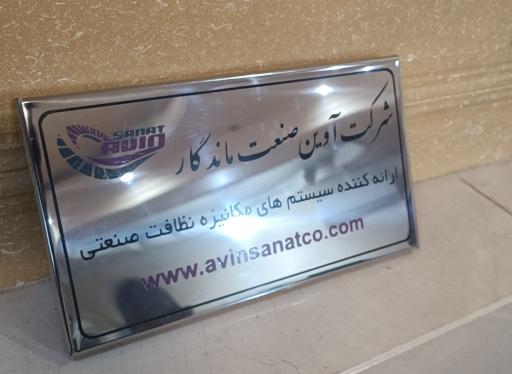 SANAT
AVIN
شرکت آوین صنعت ماندگار
ارائه کننده سیستم های مکانیزه نظافت صنعتی
www.avinsanatco.com